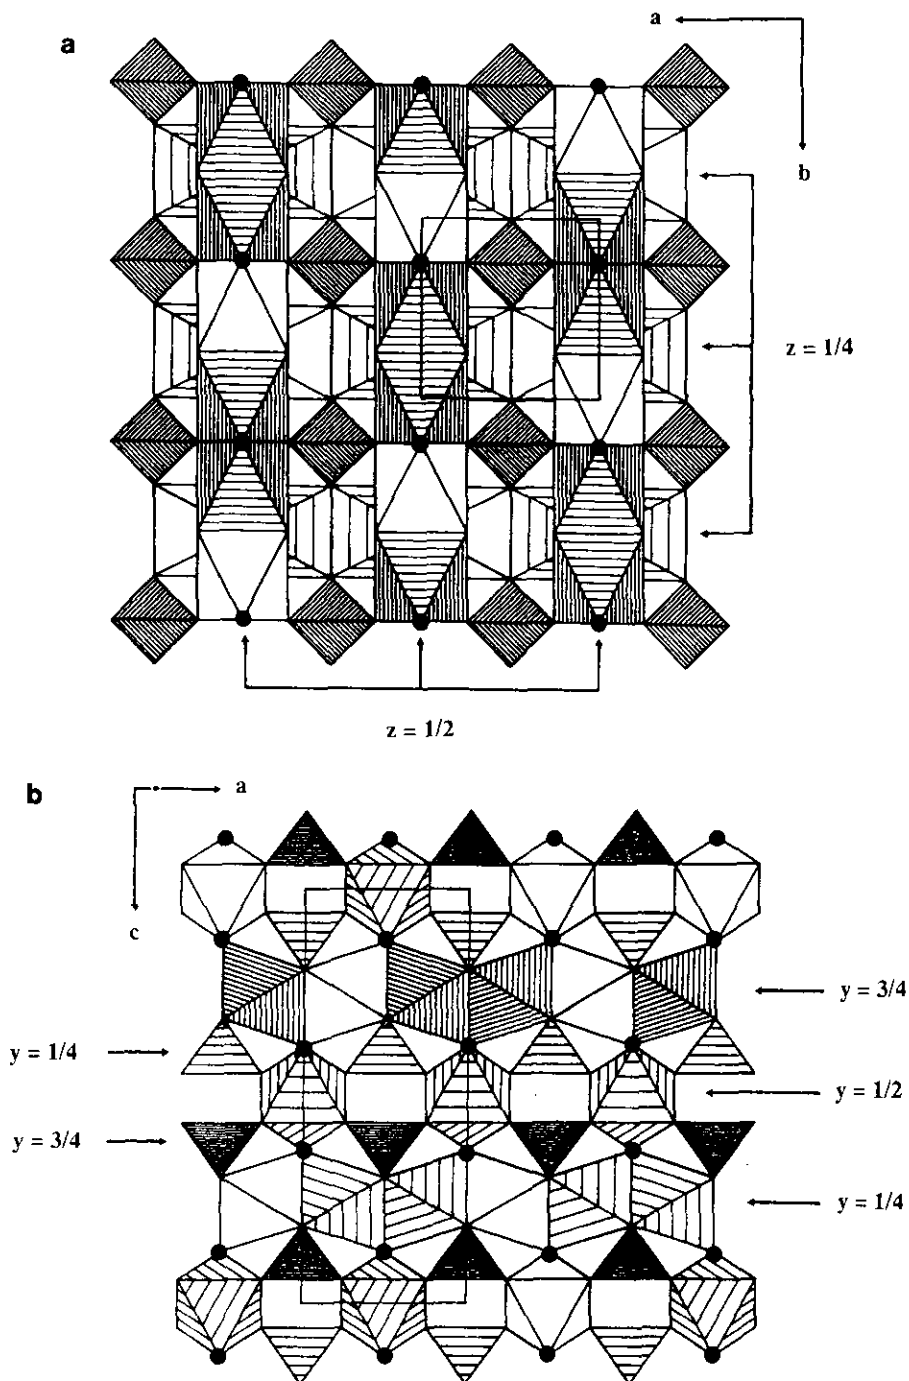 a
a
b
z = 1/4
z = 1/2
b
a
c
y = 3/4
y = 1/4
y = 1/2
y = 3/4
y = 1/4